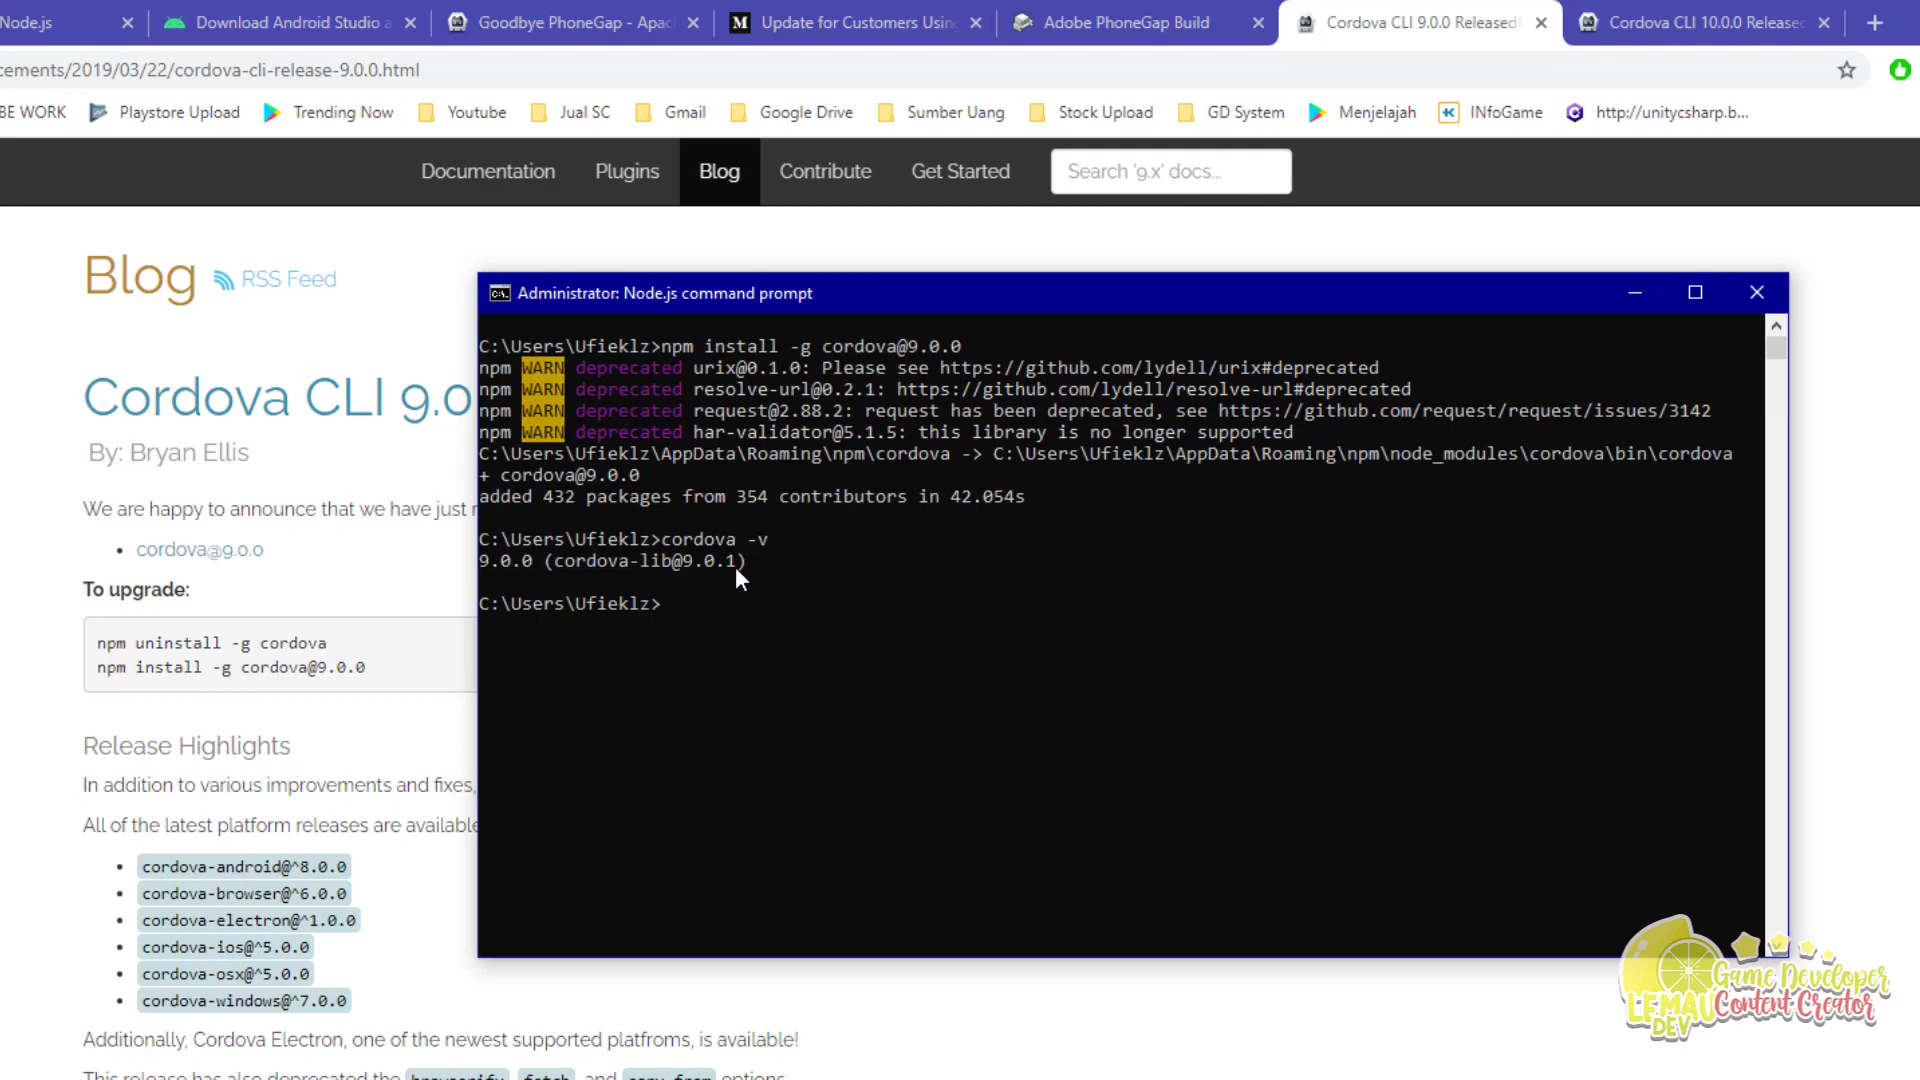 Node.js
Download Android Studio a
Goodbye PhoneGap - Apac
Update for Customers Using
Adobe PhoneGap Build
Cordova CLI 9.0.0 Released!
Cordova CLI 10.0.0 Released
cements/2019/03/22/cordova-cli-release-9.0.0.html
BE WORK
Playstore Upload
Trending Now
Youtube
Jual SC
Gmail
Google Drive
Sumber Uang
Stock Upload
GD System
Menjelajah
INfoGame
http://unitycsharp.b...
Documentation
Plugins
Blog
Contribute
Get Started
Search '9.x' docs...
Blog
RSS Feed
Cordova CLI 9.0
By: Bryan Ellis
We are happy to announce that we have just r
cordova@9.0.0
To upgrade:
npm uninstall -g cordova
npm install -g cordova@9.0.0
Release Highlights
In addition to various improvements and fixes,
All of the latest platform releases are available
cordova-android@^8.0.0
cordova-browser@^6.0.0
cordova-electron@^1.0.0
cordova-ios@^5.0.0
cordova-osx@^5.0.0
cordova-windows@^7.0.0
Additionally, Cordova Electron, one of the newest supported platfroms, is available!
This release has also deprecated the browserify, fetch, and copy-from options
Administrator: Node.js command prompt
C:\Users\Ufieklz>npm install -g cordova@9.0.0
npm WARN deprecated urix@0.1.0: Please see https://github.com/lydell/urix#deprecated
npm WARN deprecated resolve-url@0.2.1: https://github.com/lydell/resolve-url#deprecated
npm WARN deprecated request@2.88.2: request has been deprecated, see https://github.com/request/request/issues/3142
npm WARN deprecated har-validator@5.1.5: this library is no longer supported
C:\Users\Ufieklz\AppData\Roaming\npm\cordova -> C:\Users\Ufieklz\AppData\Roaming\npm\node_modules\cordova\bin\cordova
+ cordova@9.0.0
added 432 packages from 354 contributors in 42.054s
C:\Users\Ufieklz>cordova -v
9.0.0 (cordova-lib@9.0.1)
C:\Users\Ufieklz>
LEMAU
DEV
Game Developer
Content Creator